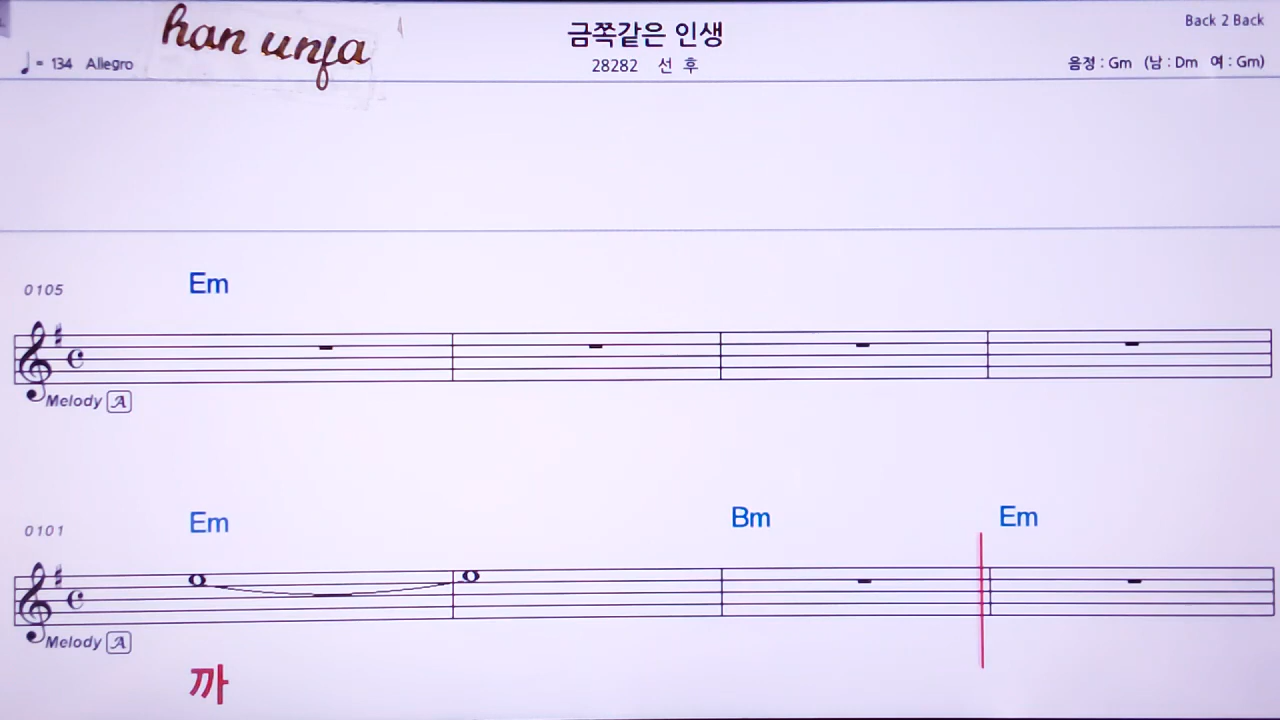 han unfa
금쪽같은 인생
Back 2 Back
♩ = 134 Allegro
28282 선 후
음정 : Gm (남 : Dm 여 : Gm)
0105
Em
Melody A
0101
Em Bm Em
Melody A
까